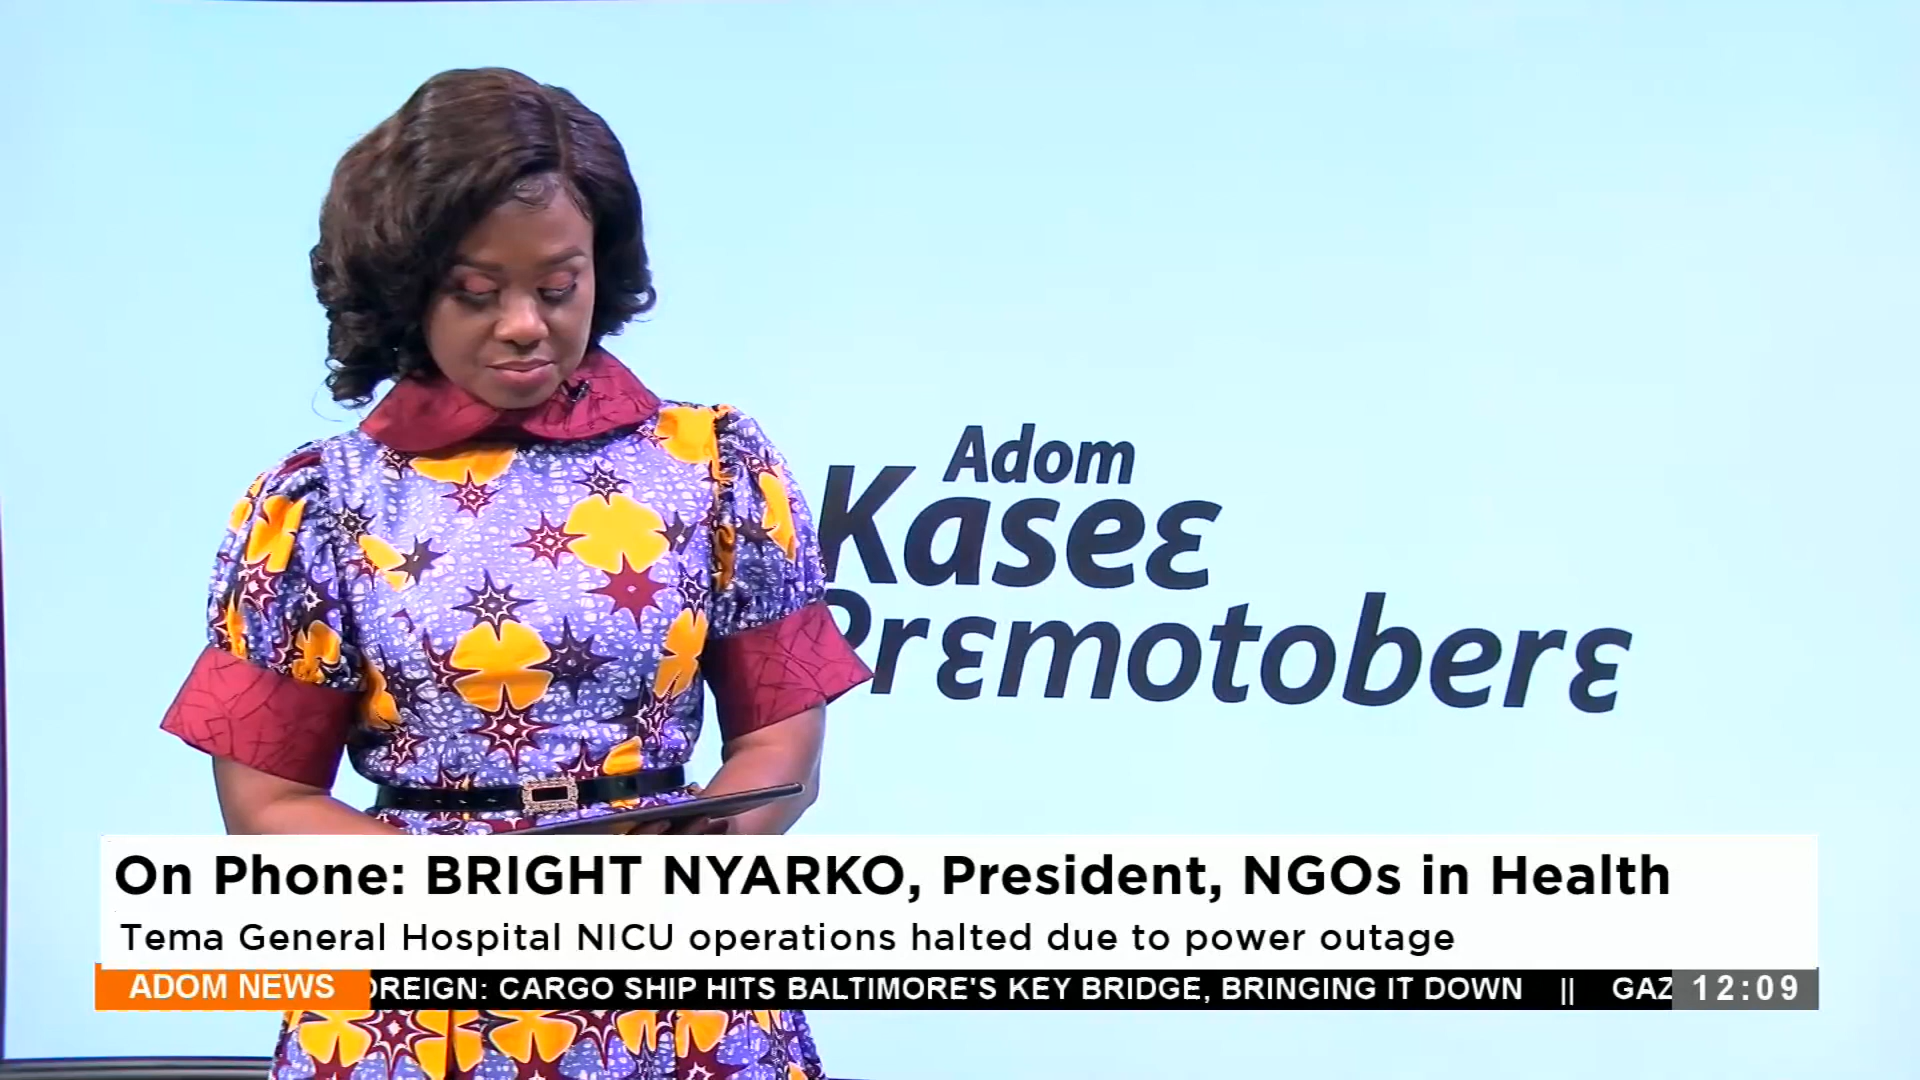 Adom
Kaseɛ
Prɛmotoberɛ
On Phone: BRIGHT NYARKO, President, NGOs in Health
Tema General Hospital NICU operations halted due to power outage
ADOM NEWS OREIGN: CARGO SHIP HITS BALTIMORE'S KEY BRIDGE, BRINGING IT DOWN || GAZ 12:09